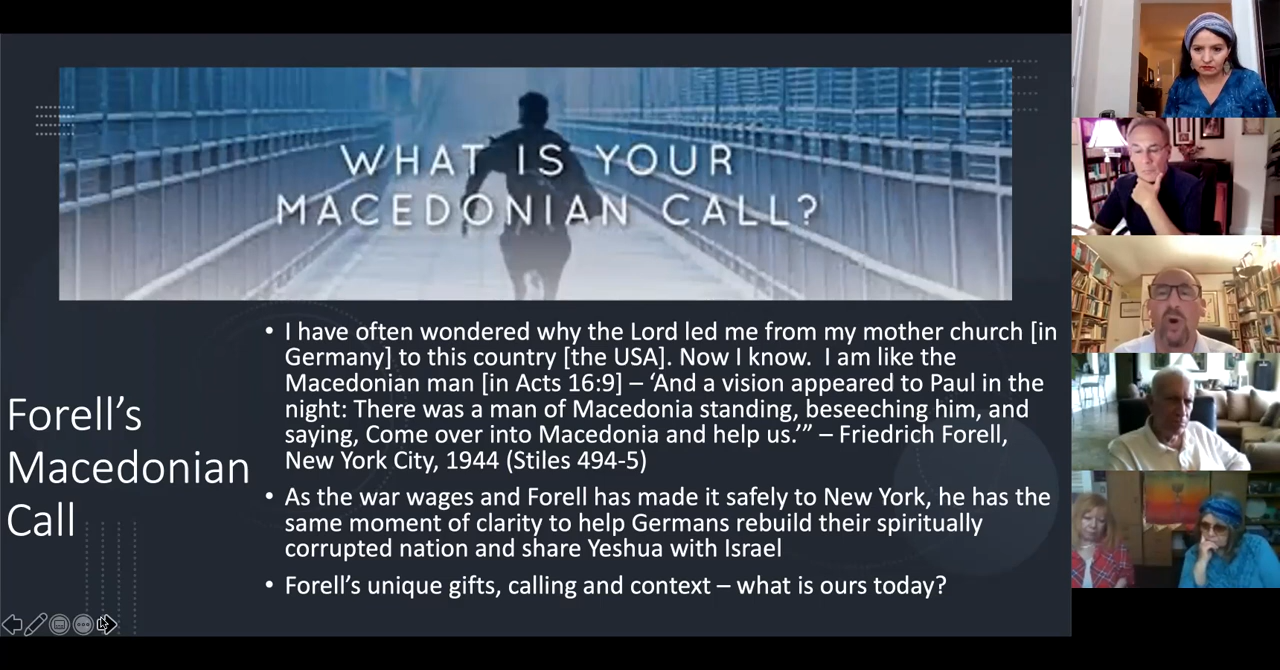 WHAT IS YOUR
MACEDONIAN CALL?
Forell's
Macedonian
Call
• I have often wondered why the Lord led me from my mother church [in
Germany] to this country [the USA]. Now I know.  I am like the
Macedonian man [in Acts 16:9] – ‘And a vision appeared to Paul in the
night: There was a man of Macedonia standing, beseeching him, and
saying, Come over into Macedonia and help us.’” – Friedrich Forell,
New York City, 1944 (Stiles 494-5)
• As the war wages and Forell has made it safely to New York, he has the
same moment of clarity to help Germans rebuild their spiritually
corrupted nation and share Yeshua with Israel
• Forell’s unique gifts, calling and context – what is ours today?